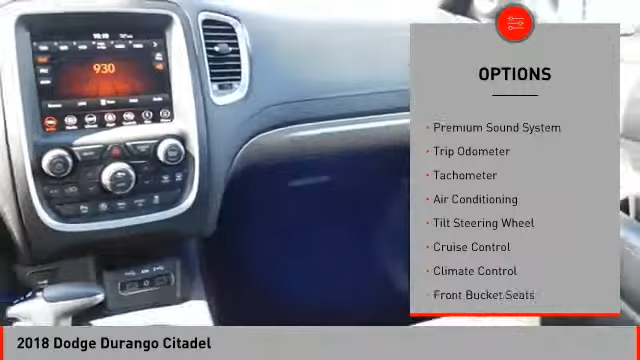 930
OPTIONS
Premium Sound System
Trip Odometer
Tachometer
Air Conditioning
Tilt Steering Wheel
Cruise Control
Climate Control
Front Bucket Seats
2018 Dodge Durango Citadel